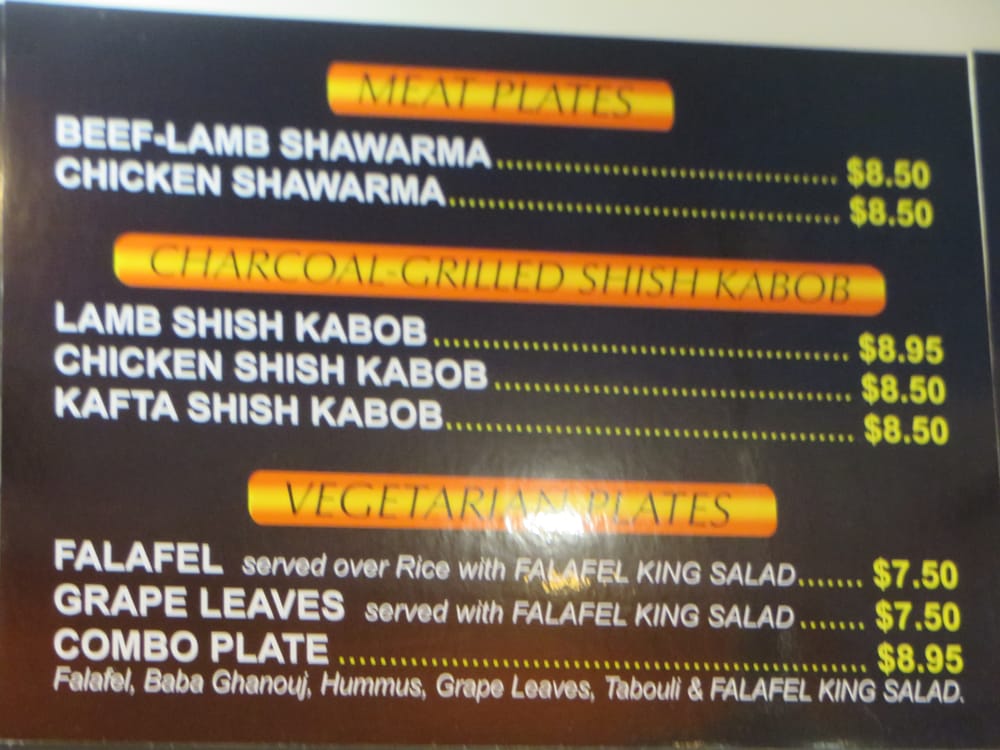 MEAT PLATES
BEEF-LAMB SHAWARMA........................................ $8.50
CHICKEN SHAWARMA............................................. $8.50
CHARCOAL-GRILLED SHISH KABOB
LAMB SHISH KABOB................................................ $8.95
CHICKEN SHISH KABOB......................................... $8.50
KAFTA SHISH KABOB............................................... $8.50
VEGETARIAN PLATES
FALAFEL served over Rice with FALAFEL KING SALAD....... $7.50
GRAPE LEAVES served with FALAFEL KING SALAD....... $7.50
COMBO PLATE............................................................. $8.95
Falafel, Baba Ghanouj, Hummus, Grape Leaves, Tabouli & FALAFEL KING SALAD.